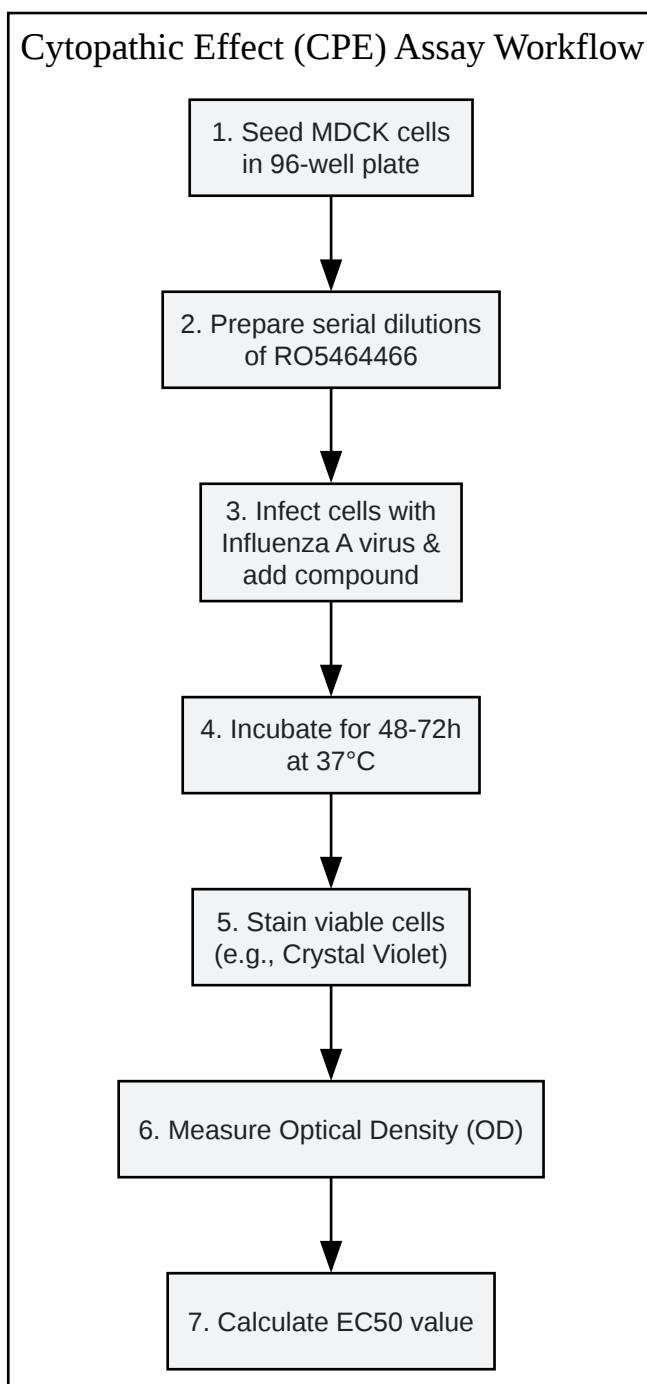 Cytopathic Effect (CPE) Assay Workflow
1. Seed MDCK cells
in 96-well plate
2. Prepare serial dilutions
of RO5464466
3. Infect cells with
Influenza A virus &
add compound
4. Incubate for 48-72h
at 37°C
5. Stain viable cells
(e.g., Crystal Violet)
6. Measure Optical Density (OD)
7. Calculate EC50 value